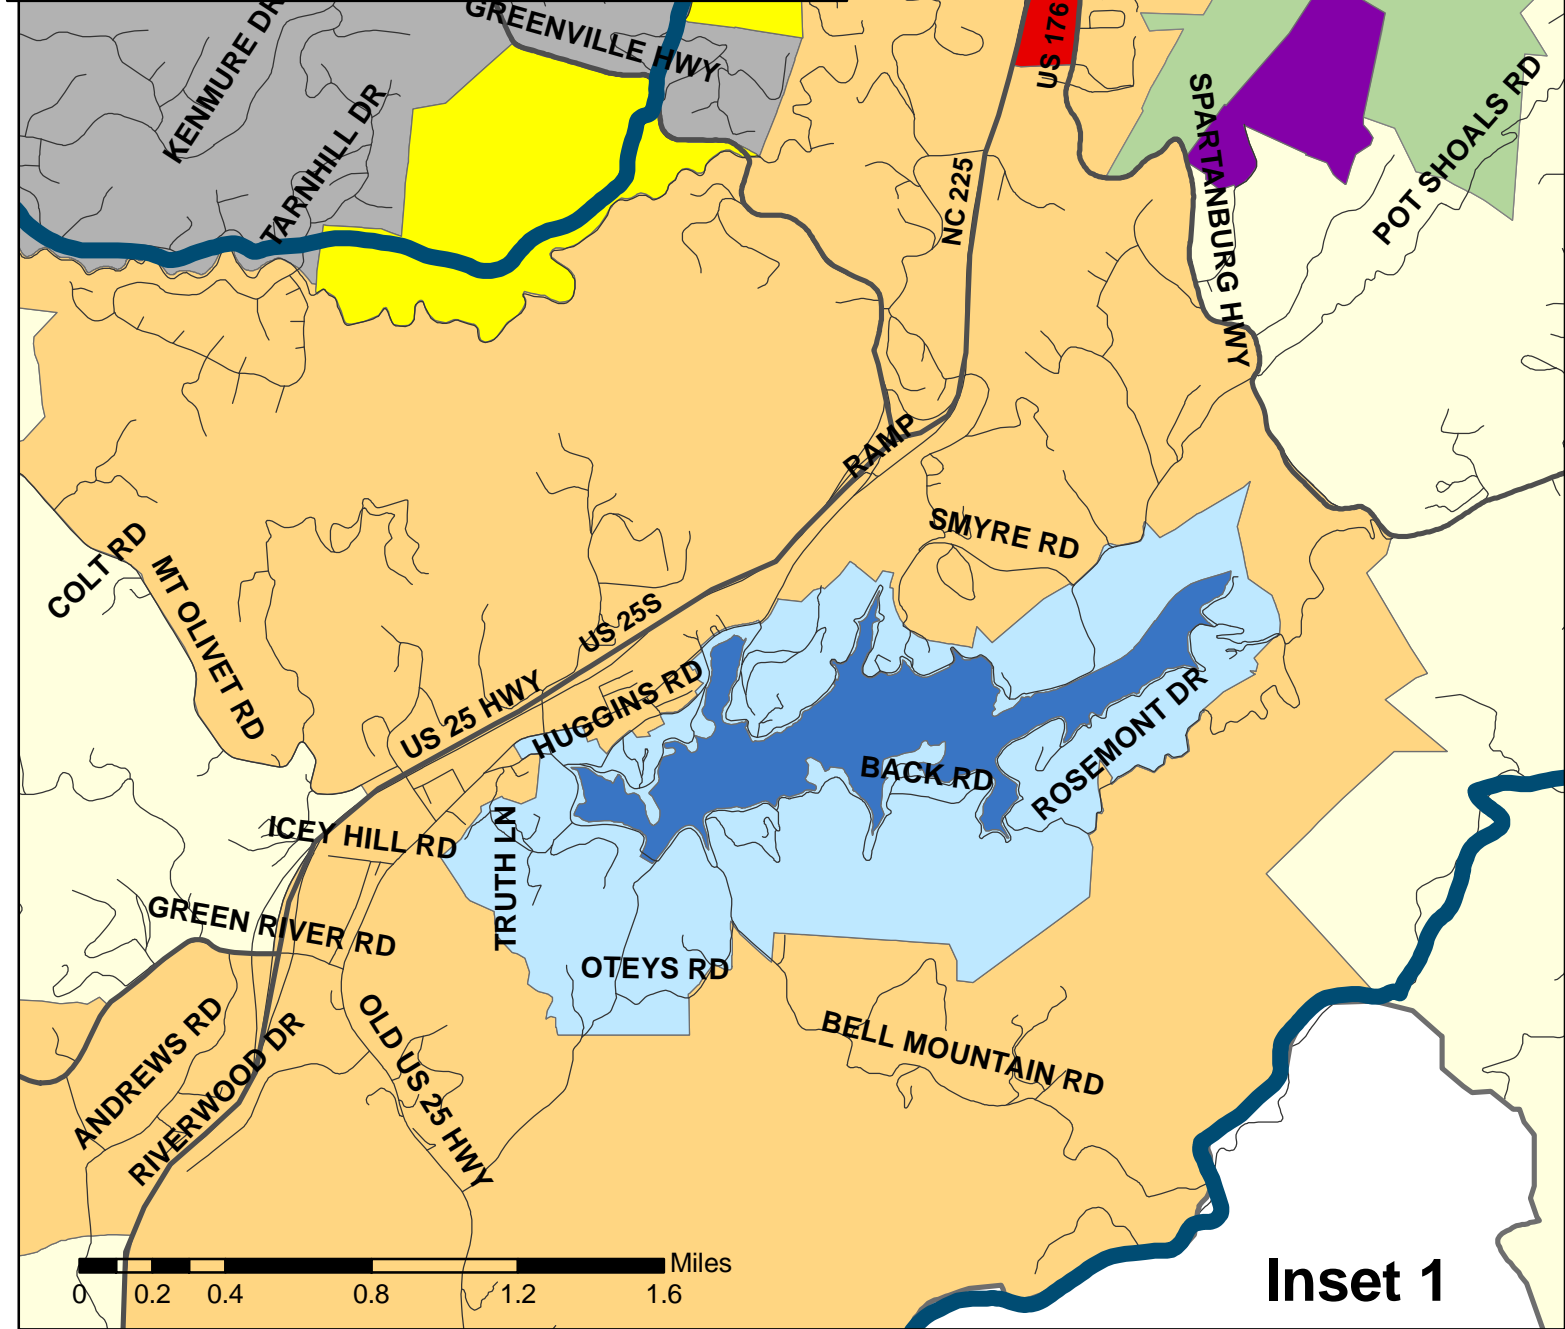 GREENVILLE HWY
KENMURE DR
TARNHILL DR
US 176
NC 225
SPARTANBURG HWY
POT SHOALS RD
RAMP
SMYRE RD
COLT RD
MT OLIVET RD
US 25S
US 25 HWY
HUGGINS RD
BACK RD
ROSEMONT DR
ICEY HILL RD
TRUTH LN
GREEN RIVER RD
OTEYS RD
ANDREWS RD
RIVERWOOD DR
OLD US 25 HWY
BELL MOUNTAIN RD
Miles
0 0.2 0.4 0.8 1.2 1.6
Inset 1